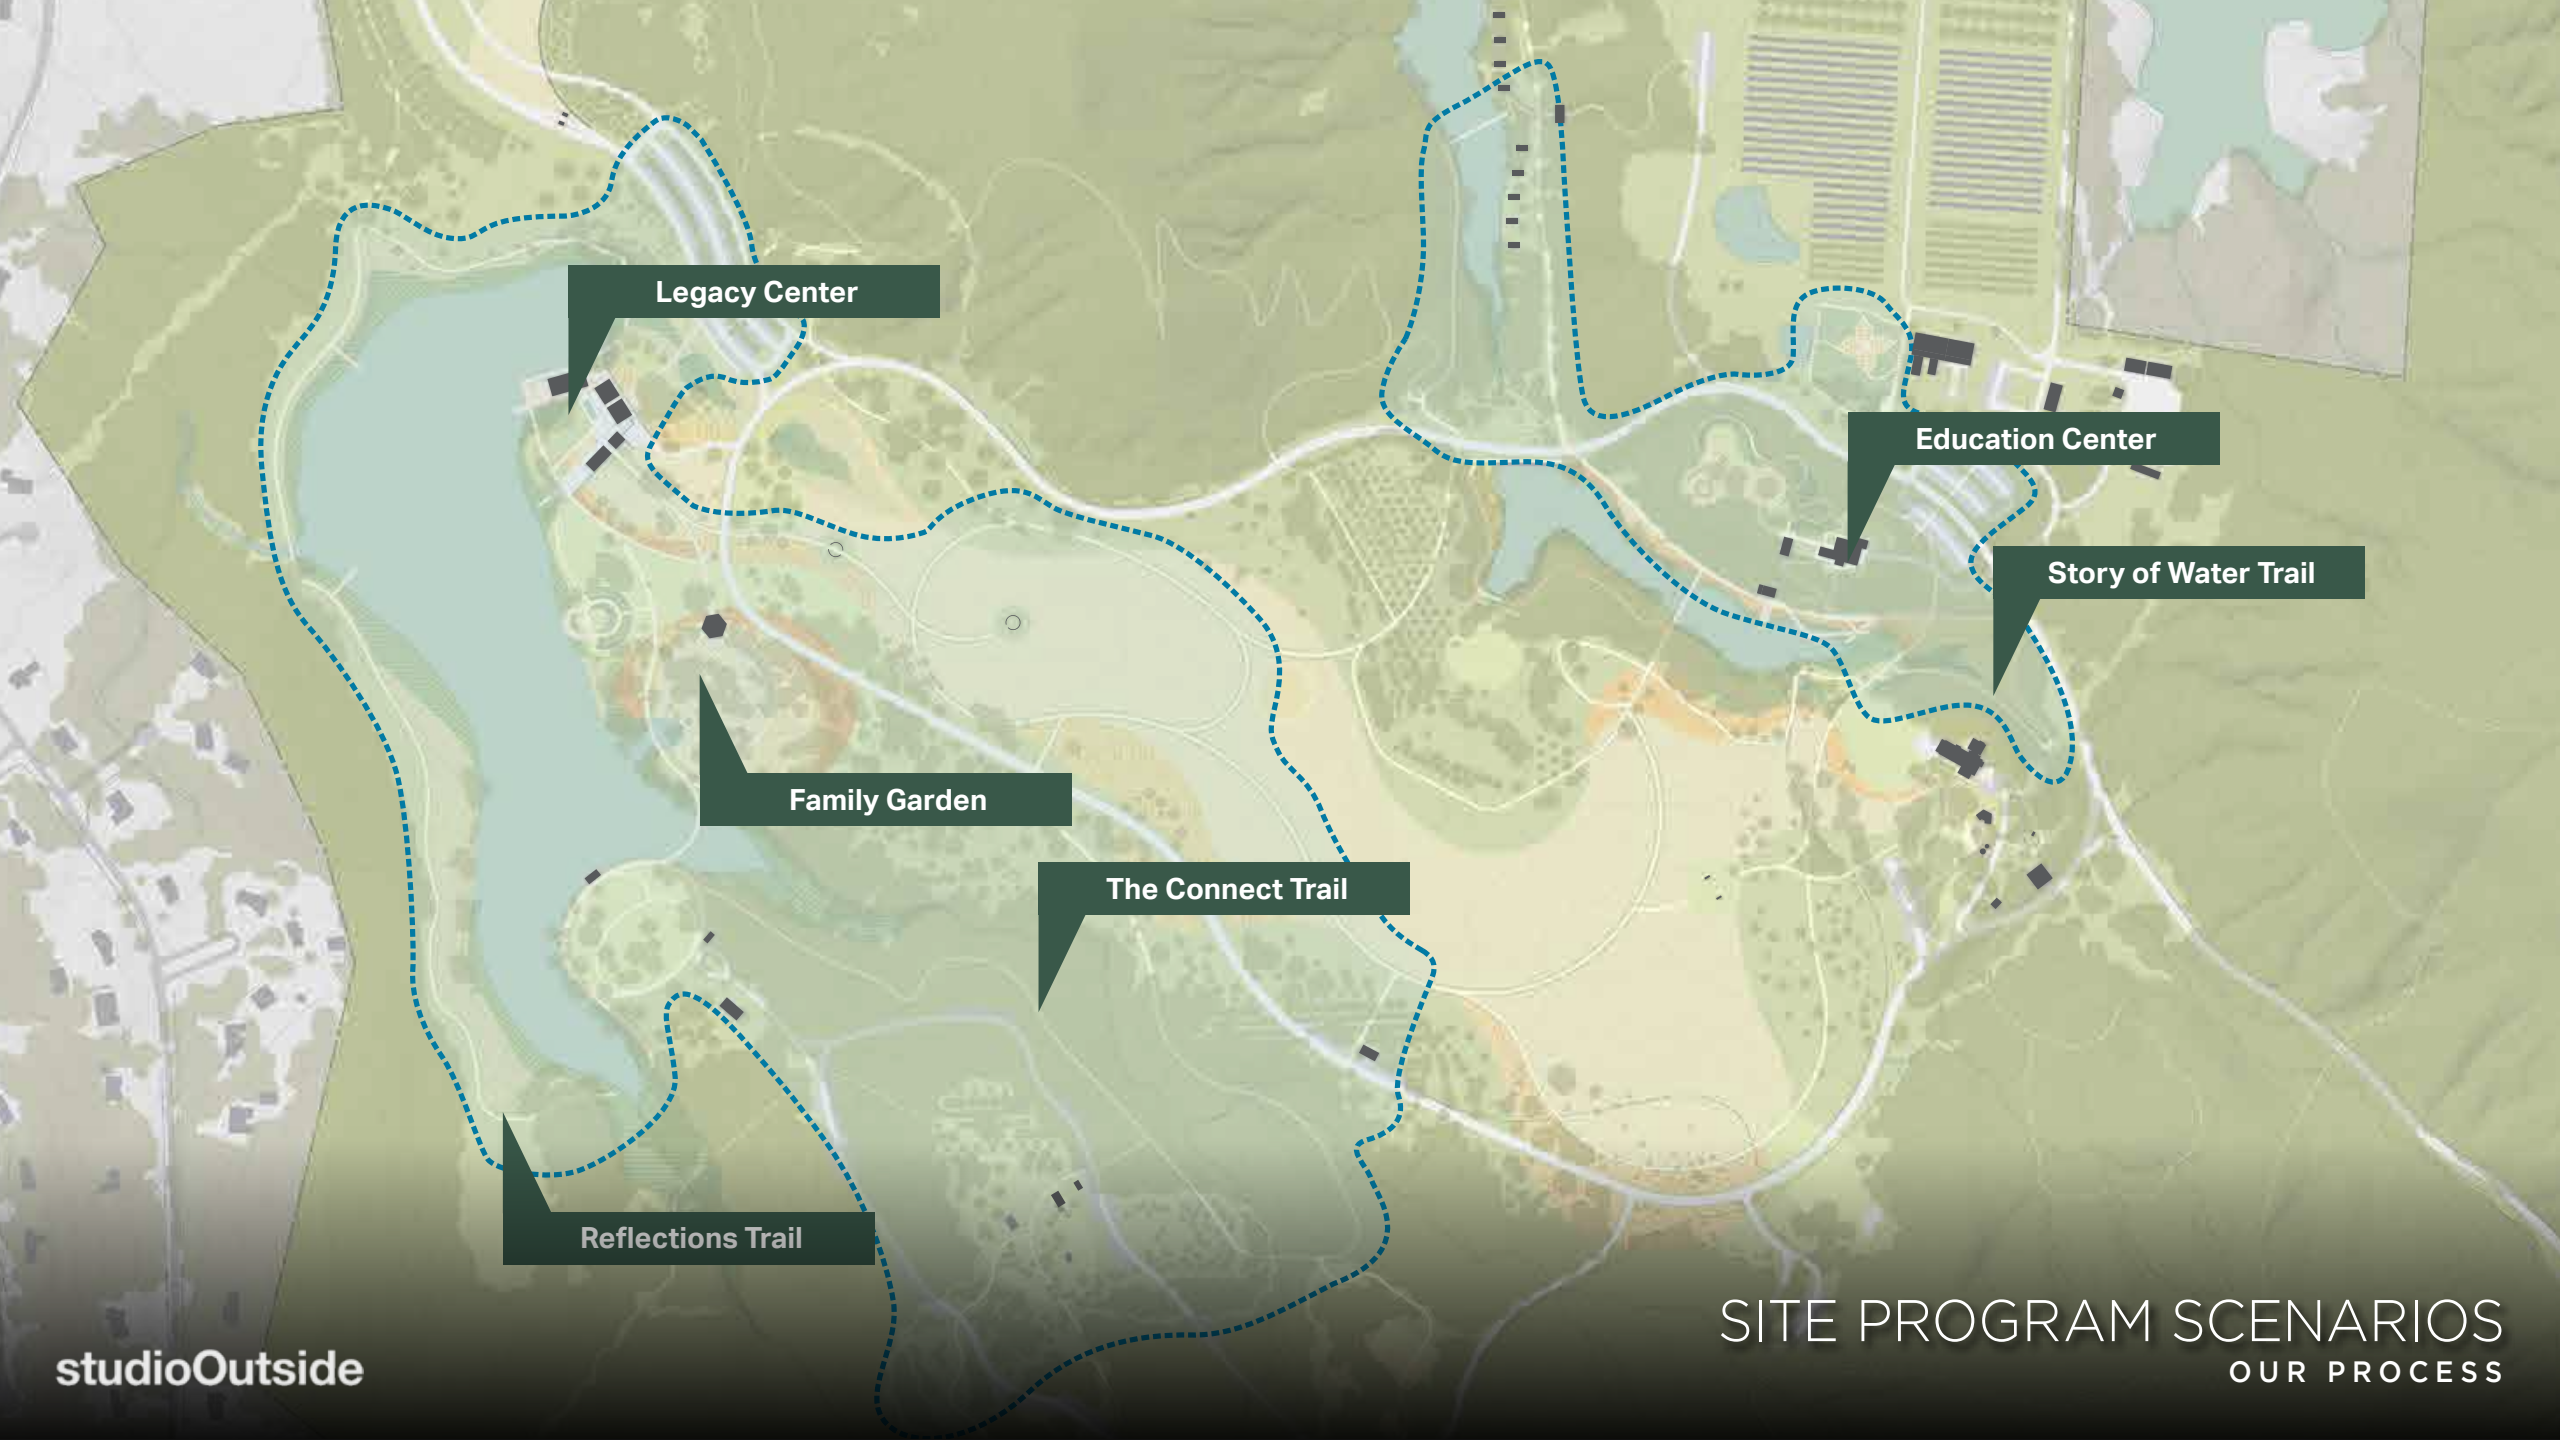 Legacy Center
Education Center
Story of Water Trail
Family Garden
The Connect Trail
Reflections Trail
SITE PROGRAM SCENARIOS
OUR PROCESS
studioOutside